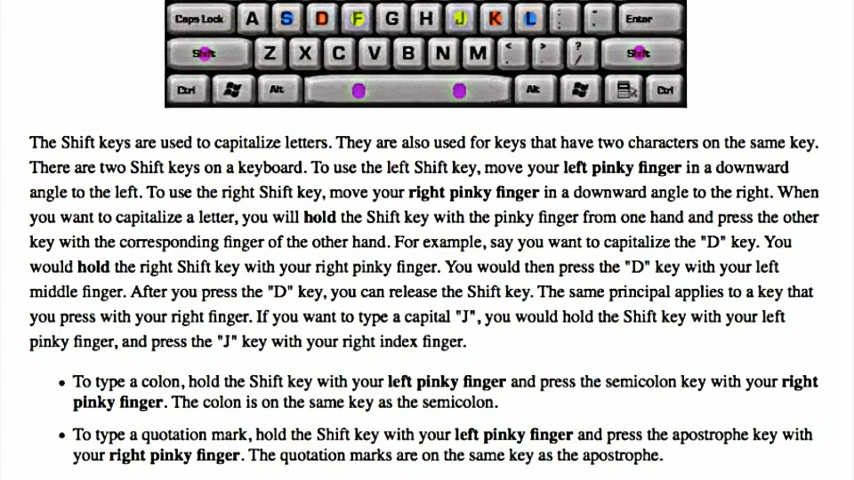 Caps Lock A S D F G H J K L : ; " ' Enter
Shift Z X C V B N M < > ? / Shift
Ctrl Alt Alt Ctrl
The Shift keys are used to capitalize letters. They are also used for keys that have two characters on the same key.
There are two Shift keys on a keyboard. To use the left Shift key, move your left pinky finger in a downward
angle to the left. To use the right Shift key, move your right pinky finger in a downward angle to the right. When
you want to capitalize a letter, you will hold the Shift key with the pinky finger from one hand and press the other
key with the corresponding finger of the other hand. For example, say you want to capitalize the "D" key. You
would hold the right Shift key with your right pinky finger. You would then press the "D" key with your left
middle finger. After you press the "D" key, you can release the Shift key. The same principal applies to a key that
you press with your right finger. If you want to type a capital "J", you would hold the Shift key with your left
pinky finger, and press the "J" key with your right index finger.
• To type a colon, hold the Shift key with your left pinky finger and press the semicolon key with your right
pinky finger. The colon is on the same key as the semicolon.
• To type a quotation mark, hold the Shift key with your left pinky finger and press the apostrophe key with
your right pinky finger. The quotation marks are on the same key as the apostrophe.